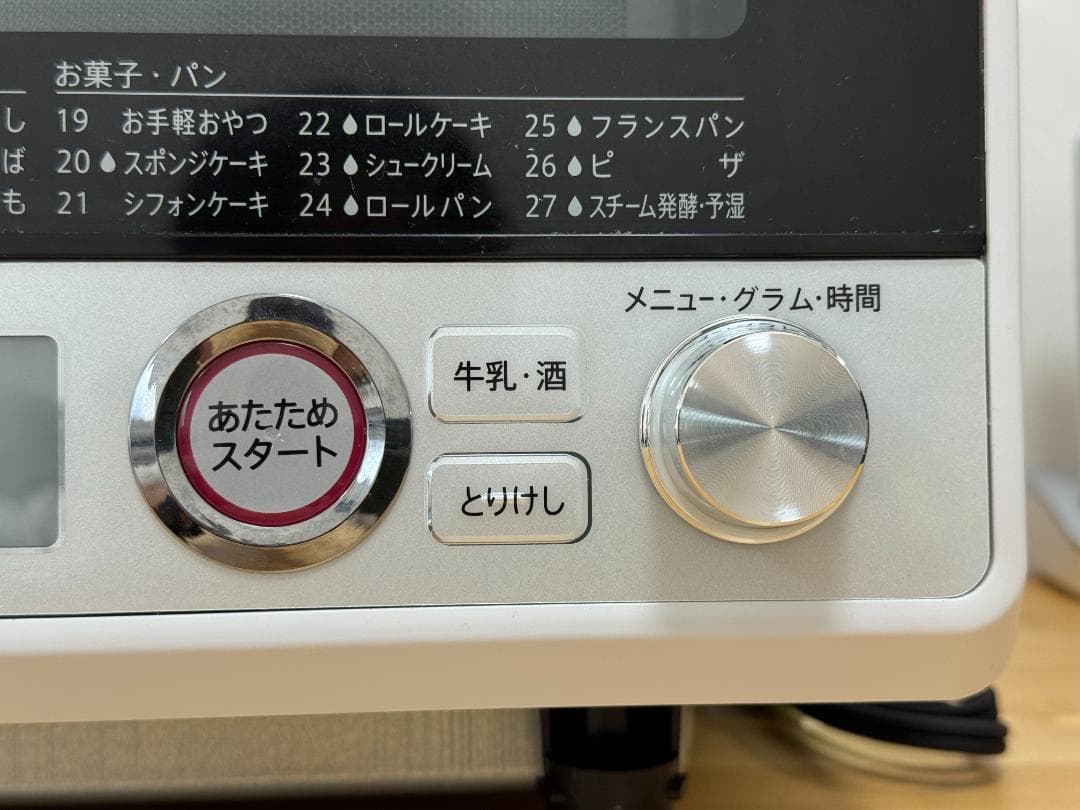 お菓子・パン
し 19 お手軽おやつ 22 ロールケーキ 25 フランスパン
ば 20 スポンジケーキ 23 シュークリーム 26 ピザ
も 21 シフォンケーキ 24 ロールパン 27 スチーム発酵・予湿
メニュー・グラム・時間
あたため
スタート
牛乳・酒
とりけし